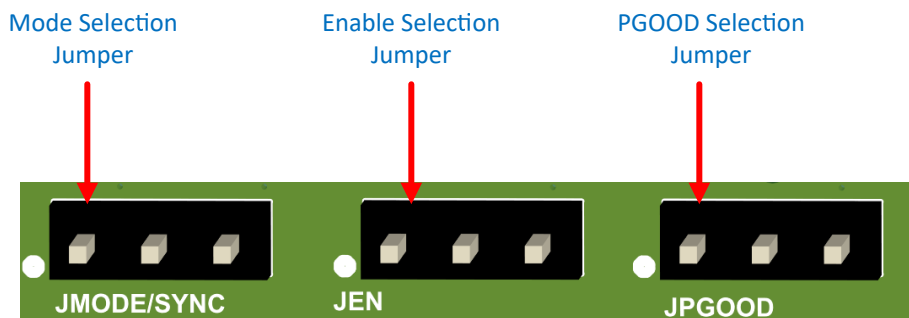 Mode Selection
Jumper
Enable Selection
Jumper
PGOOD Selection
Jumper
JMODE/SYNC
JEN
JPGOOD